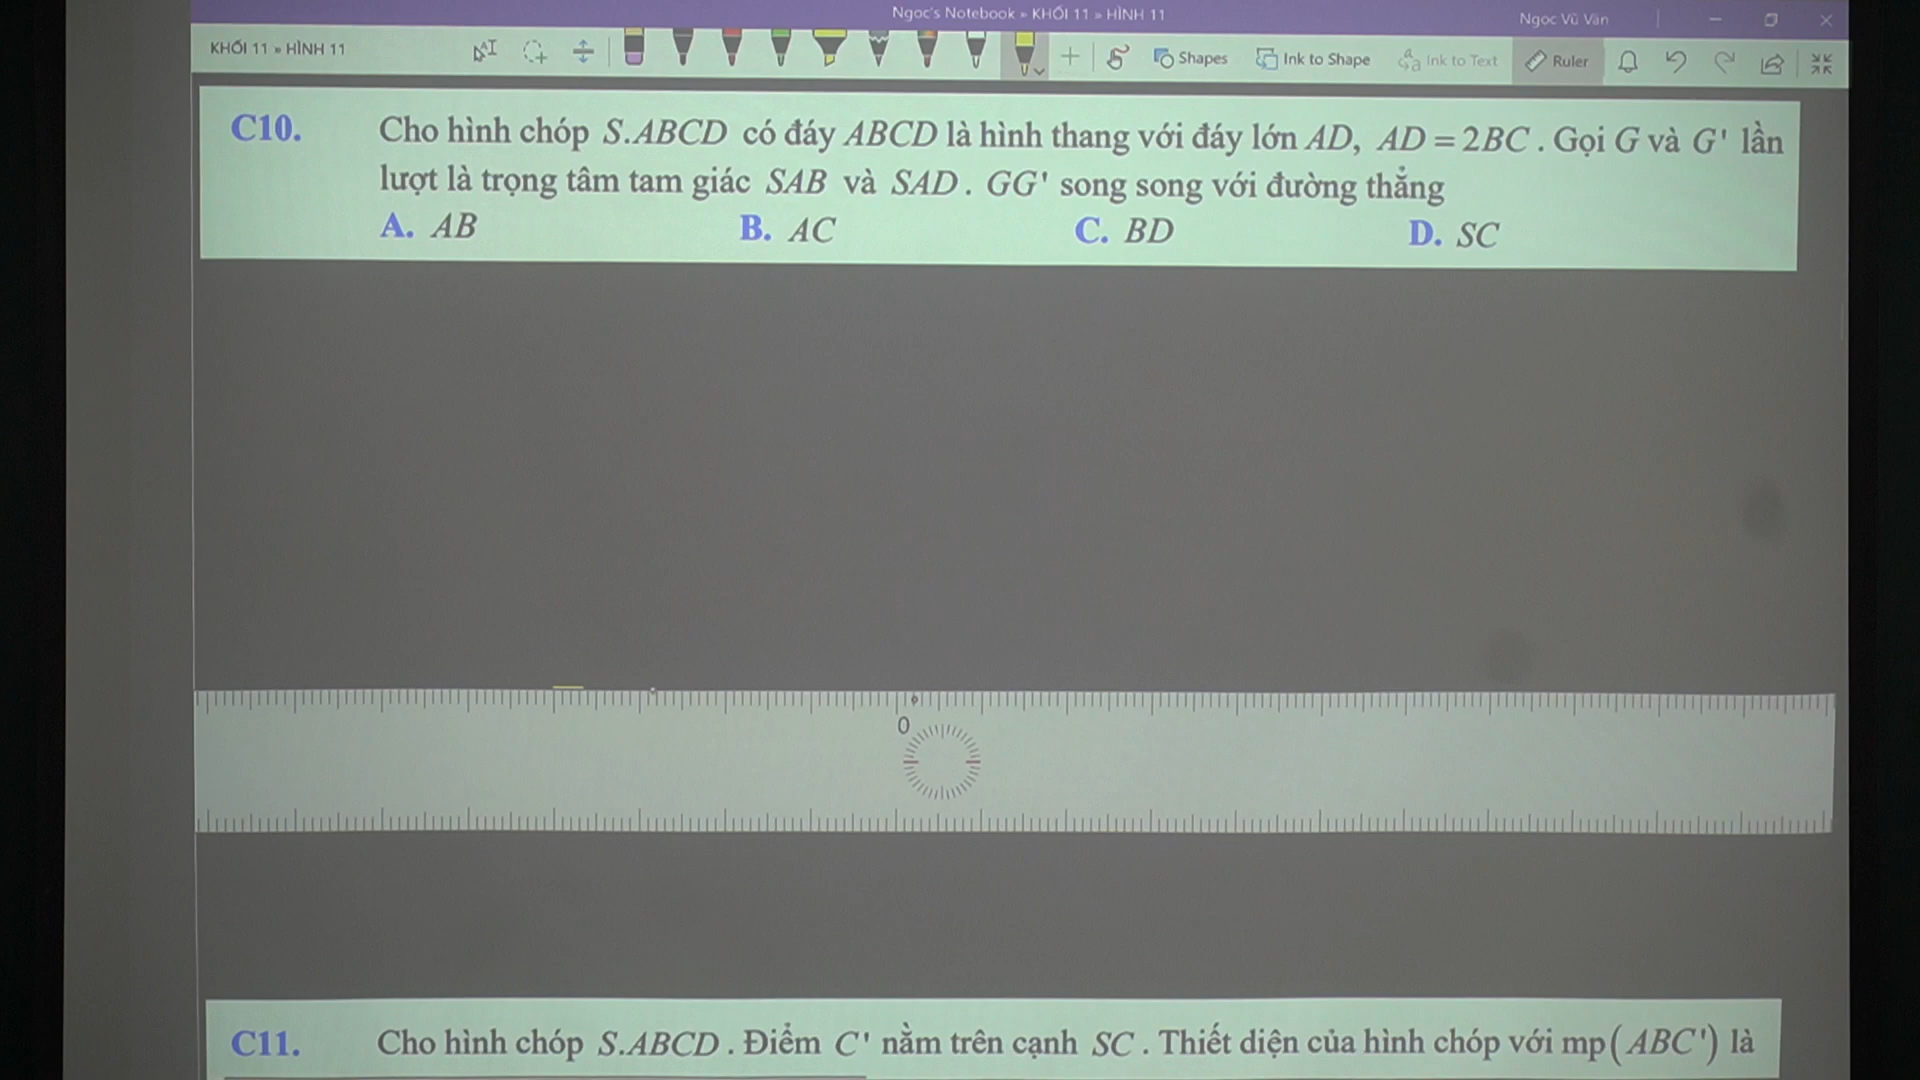 Ngoc's Notebook » KHỐI 11 » HÌNH 11
Ngoc Vũ Văn
KHỐI 11 » HÌNH 11
Shapes
Ink to Shape
Ink to Text
Ruler
C10. Cho hình chóp S.ABCD có đáy ABCD là hình thang với đáy lớn AD, AD = 2BC . Gọi G và G' lần
lượt là trọng tâm tam giác SAB và SAD . GG' song song với đường thẳng
A. AB B. AC C. BD D. SC
0
C11. Cho hình chóp S.ABCD . Điểm C' nằm trên cạnh SC . Thiết diện của hình chóp với mp(ABC') là